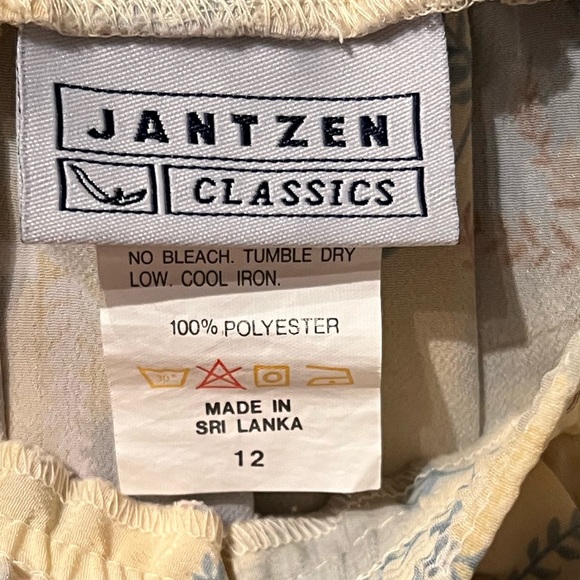 JANTZEN
CLASSICS
NO BLEACH. TUMBLE DRY
LOW. COOL IRON.
100% POLYESTER
30°
MADE IN
SRI LANKA
12